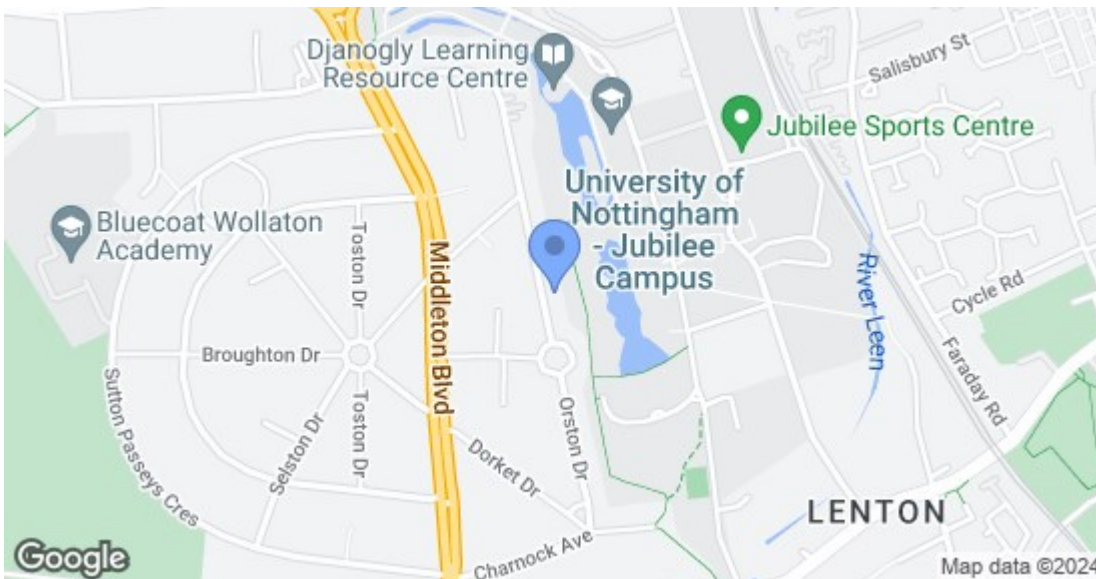 Djanogly Learning
Resource Centre
Salisbury St
Jubilee Sports Centre
University of
Nottingham
- Jubilee
Campus
Bluecoat Wollaton
Academy
Toston Dr
Middleton Blvd
River Leen
Cycle Rd
Broughton Dr
Faraday Rd
Sutton Passeys Cres
Selston Dr
Toston Dr
Orston Dr
Dorket Dr
LENTON
Charnock Ave
Google
Map data ©2024